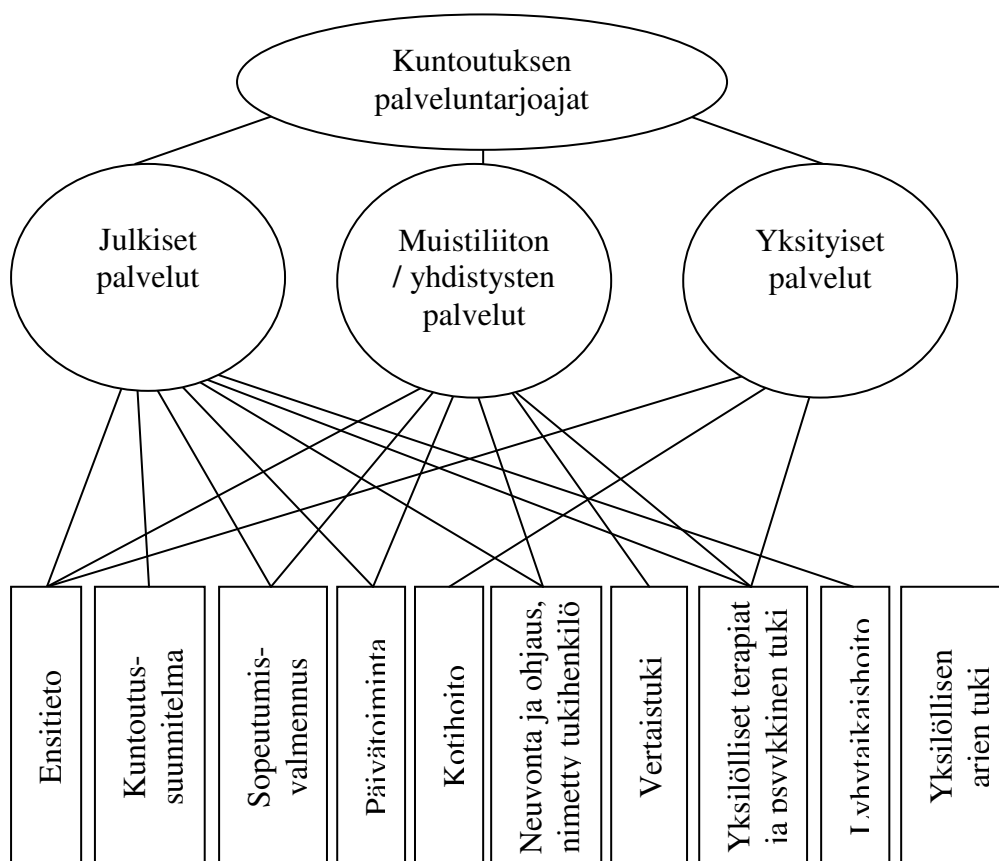 Kuntoutuksen
palveluntarjoajat
Julkiset
palvelut
Muistiliiton
/ yhdistysten
palvelut
Yksityiset
palvelut
Ensitieto
Kuntoutus-
suunnitelma
Sopeutumis-
valmennus
Päivätoiminta
Kotihoito
Neuvonta ja ohjaus,
nimetty tukihenkilö
Vertaistuki
Yksilölliset terapiat
ja psyykkinen tuki
Lyhytaikaishoito
Yksilöllisen
arjen tuki